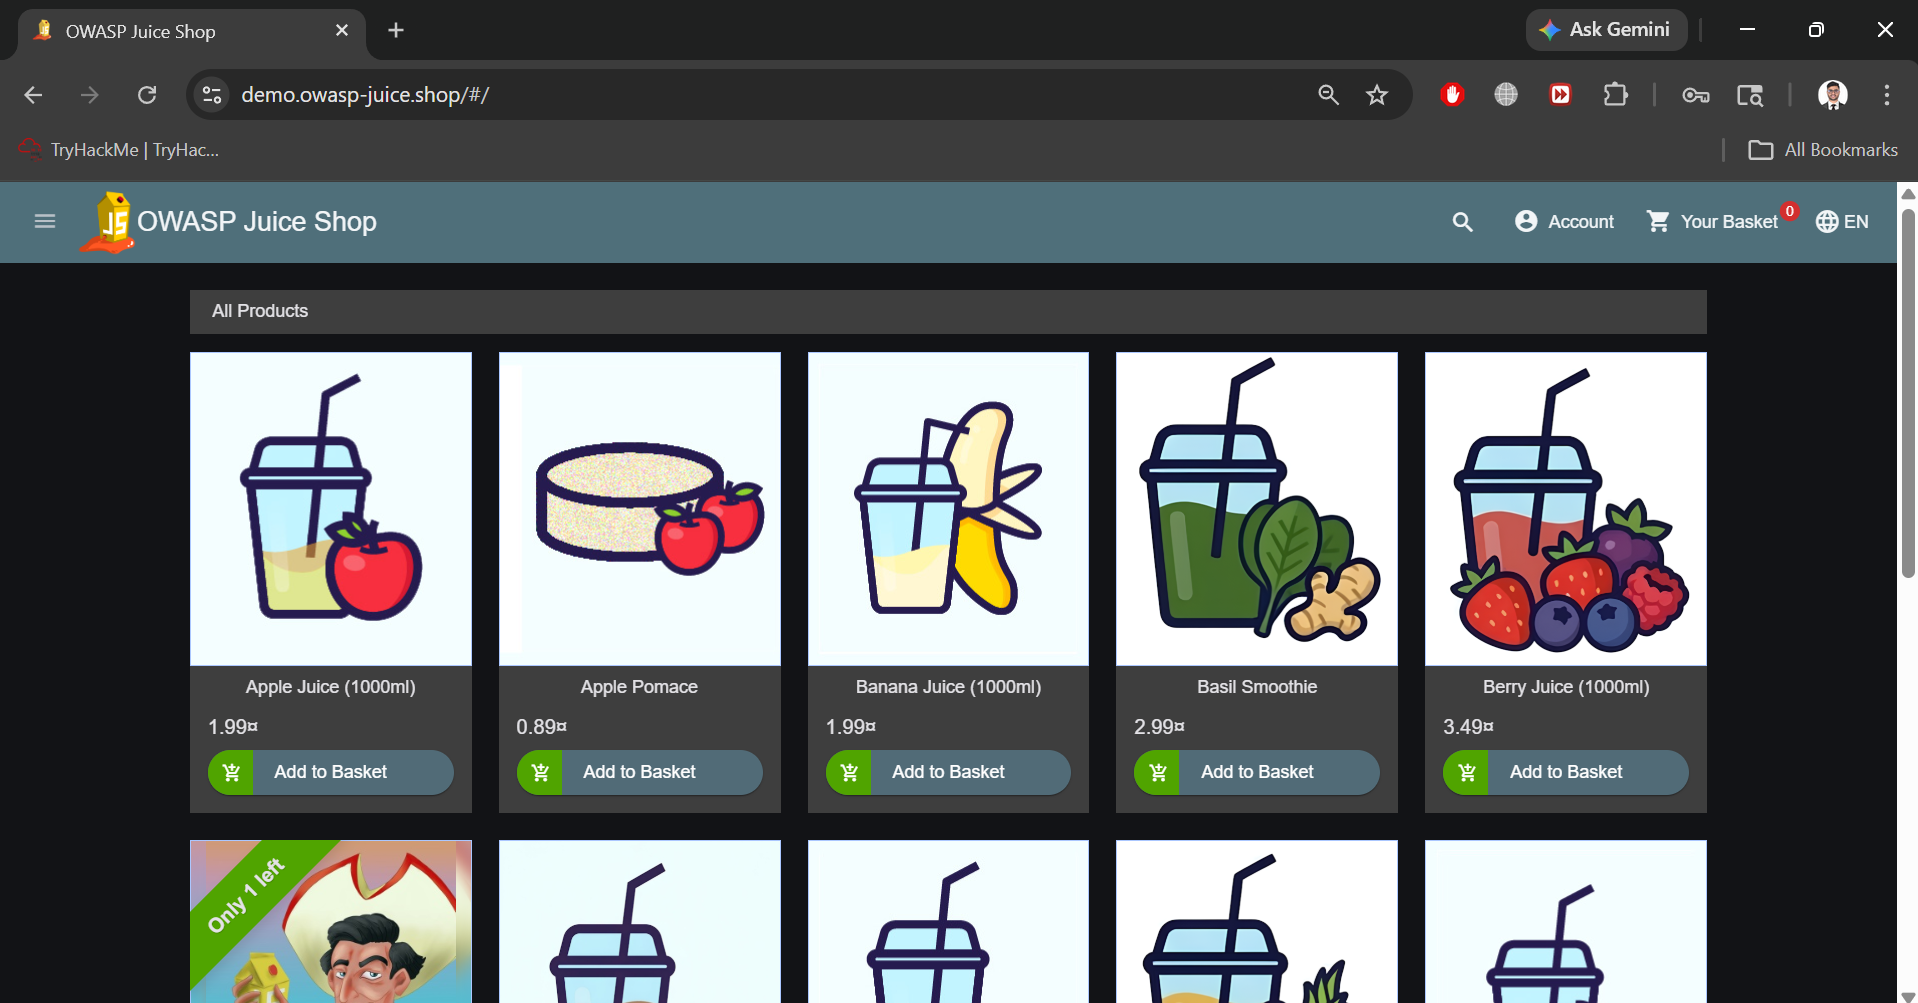 OWASP Juice Shop
Ask Gemini
demo.owasp-juice.shop/#/
TryHackMe | TryHac...
All Bookmarks
JS
OWASP Juice Shop
Account
Your Basket
0
EN
All Products
Apple Juice (1000ml)
1.99¤
Add to Basket
Apple Pomace
0.89¤
Add to Basket
Banana Juice (1000ml)
1.99¤
Add to Basket
Basil Smoothie
2.99¤
Add to Basket
Berry Juice (1000ml)
3.49¤
Add to Basket
Only 1 left